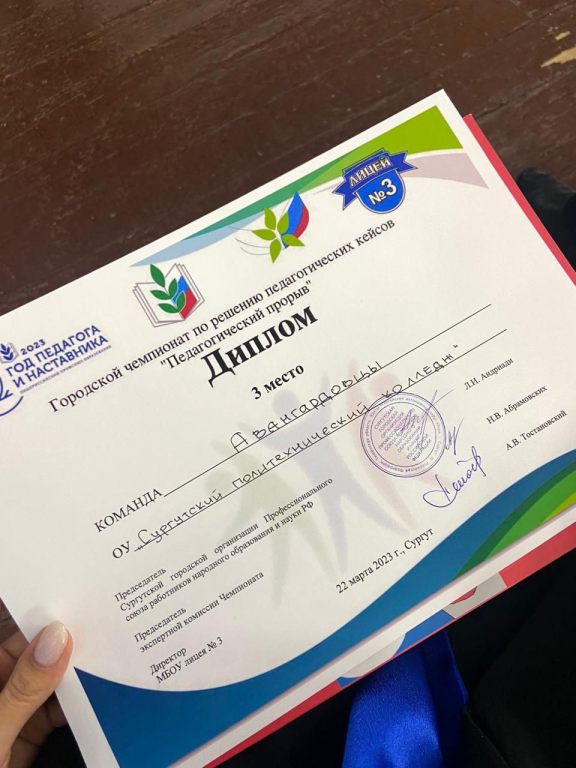 ЛИЦЕЙ
№3
2023
ГОД ПЕДАГОГА
И НАСТАВНИКА
Городской чемпионат по решению педагогических кейсов
"Педагогический прорыв"
Диплом
3 место
КОМАНДА Авангардовцы
ОУ „Сургутский политехнический колледж"
Председатель
Сургутской городской организации Профессионального
союза работников народного образования и науки РФ
Л.И. Андриади
Председатель
экспертной комиссии Чемпионата
Н.В. Абрамовских
Директор
МБОУ лицея № 3
А.В. Тостановский
22 марта 2023 г., Сургут